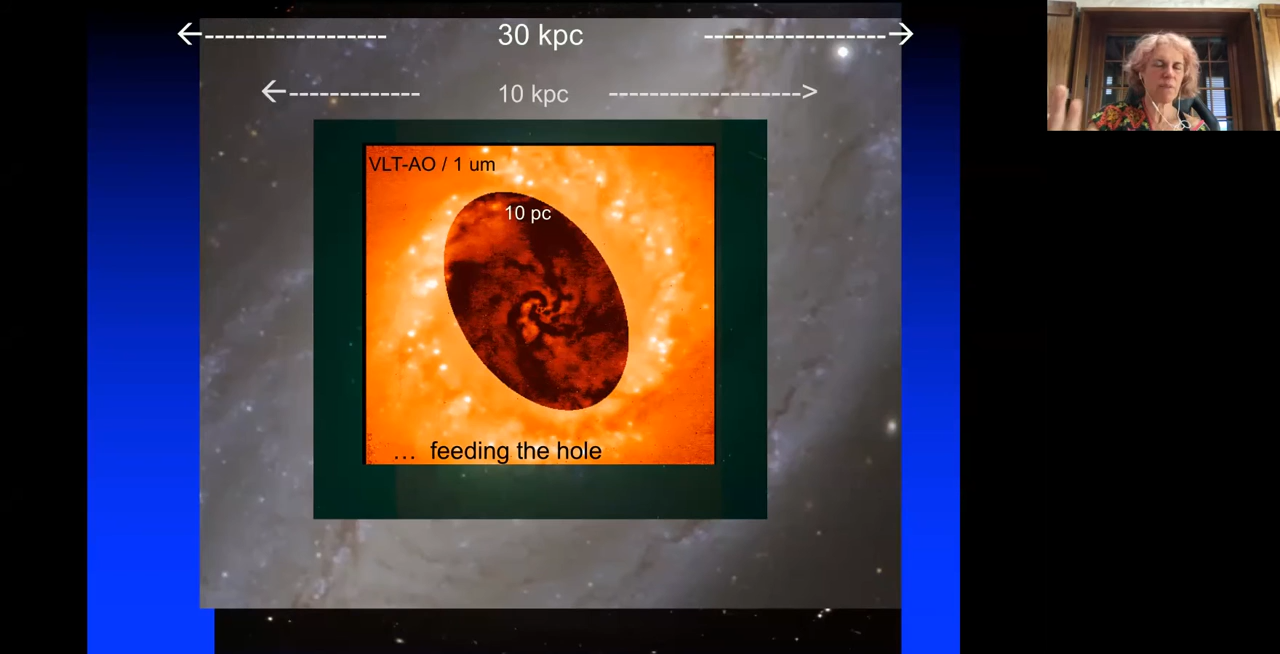 ←------------------ 30 kpc ------------------→
←------------- 10 kpc ------------------->
VLT-AO / 1 um
10 pc
... feeding the hole